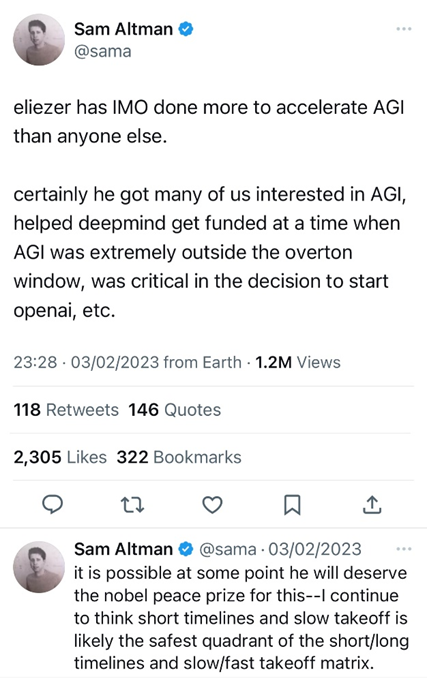 Sam Altman
@sama
eliezer has IMO done more to accelerate AGI
than anyone else.
certainly he got many of us interested in AGI,
helped deepmind get funded at a time when
AGI was extremely outside the overton
window, was critical in the decision to start
openai, etc.
23:28 · 03/02/2023 from Earth · 1.2M Views
118 Retweets 146 Quotes
2,305 Likes 322 Bookmarks
Sam Altman @sama · 03/02/2023
it is possible at some point he will deserve
the nobel peace prize for this--I continue
to think short timelines and slow takeoff is
likely the safest quadrant of the short/long
timelines and slow/fast takeoff matrix.